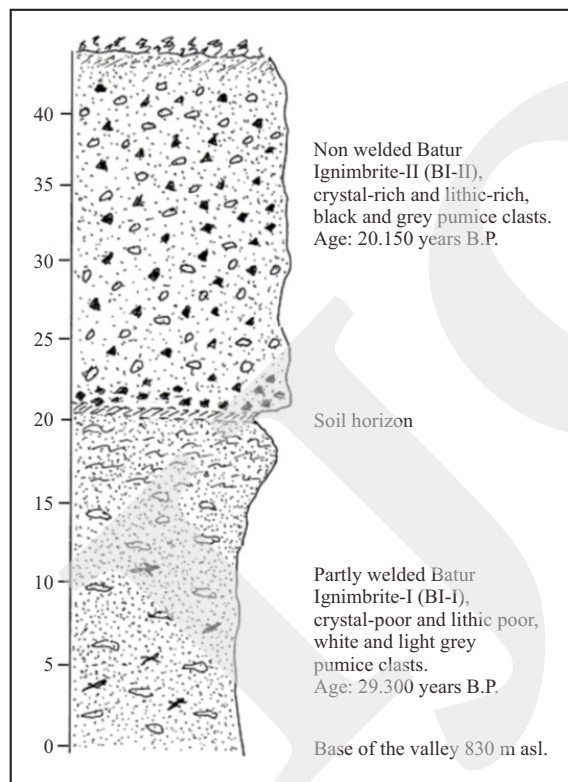 40
35
30
25
20
15
10
5
0
Non welded Batur
Ignimbrite-II (BI-II),
crystal-rich and lithic-rich,
black and grey pumice clasts.
Age: 20.150 years B.P.
Soil horizon
Partly welded Batur
Ignimbrite-I (BI-I),
crystal-poor and lithic poor,
white and light grey
pumice clasts.
Age: 29.300 years B.P.
Base of the valley 830 m asl.